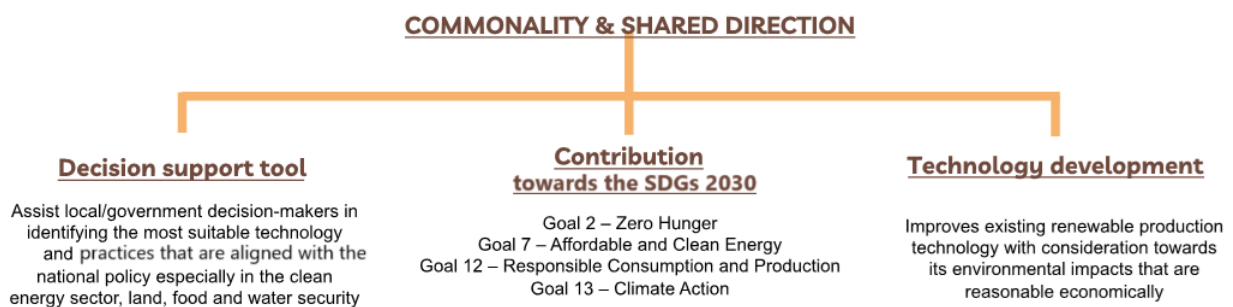 COMMONALITY & SHARED DIRECTION
Decision support tool
Assist local/government decision-makers in
identifying the most suitable technology
and practices that are aligned with the
national policy especially in the clean
energy sector, land, food and water security
Contribution
towards the SDGs 2030
Goal 2 – Zero Hunger
Goal 7 – Affordable and Clean Energy
Goal 12 – Responsible Consumption and Production
Goal 13 – Climate Action
Technology development
Improves existing renewable production
technology with consideration towards
its environmental impacts that are
reasonable economically